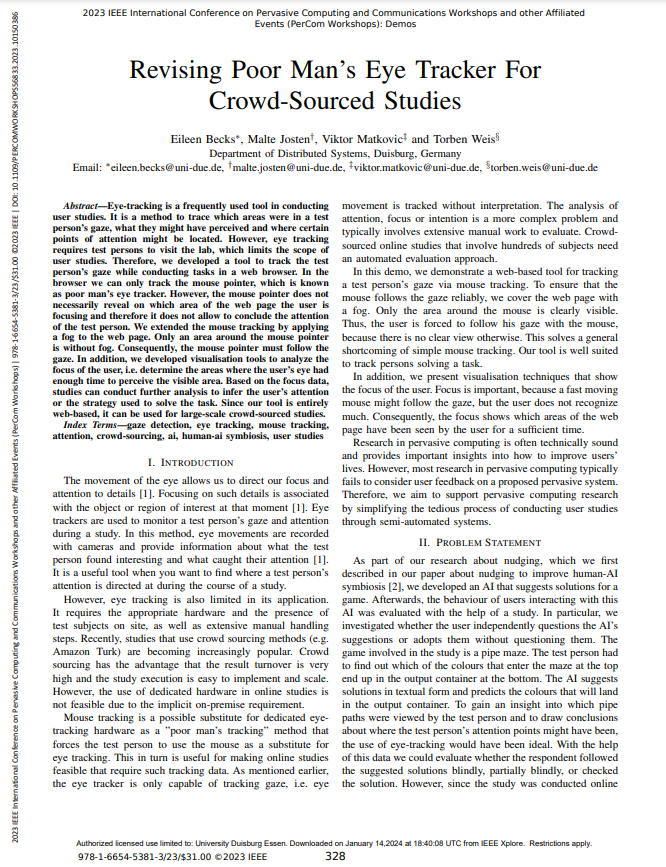 2023 IEEE International Conference on Pervasive Computing and Communications Workshops and other Affiliated
Events (PerCom Workshops): Demos
2023 IEEE International Conference on Pervasive Computing and Communications Workshops and other Affiliated Events (PerCom Workshops) | 978-1-6654-5381-3/23/$31.00 ©2023 IEEE | DOI: 10.1109/PERCOMWORKSHOPS56833.2023.10150386
Revising Poor Man's Eye Tracker For
Crowd-Sourced Studies
Eileen Becks*, Malte Josten†, Viktor Matkovic‡ and Torben Weis§
Department of Distributed Systems, Duisburg, Germany
Email: *eileen.becks@uni-due.de, †malte.josten@uni-due.de, ‡viktor.matkovic@uni-due.de, §torben.weis@uni-due.de
Abstract—Eye-tracking is a frequently used tool in conducting
user studies. It is a method to trace which areas were in a test
person's gaze, what they might have perceived and where certain
points of attention might be located. However, eye tracking
requires test persons to visit the lab, which limits the scope of
user studies. Therefore, we developed a tool to track the test
person's gaze while conducting tasks in a web browser. In the
browser we can only track the mouse pointer, which is known
as poor man's eye tracker. However, the mouse pointer does not
necessarily reveal on which area of the web page the user is
focusing and therefore it does not allow to conclude the attention
of the test person. We extended the mouse tracking by applying
a fog to the web page. Only an area around the mouse pointer
is without fog. Consequently, the mouse pointer must follow the
gaze. In addition, we developed visualisation tools to analyze the
focus of the user, i.e. determine the areas where the user's eye had
enough time to perceive the visible area. Based on the focus data,
studies can conduct further analysis to infer the user's attention
or the strategy used to solve the task. Since our tool is entirely
web-based, it can be used for large-scale crowd-sourced studies.
Index Terms—gaze detection, eye tracking, mouse tracking,
attention, crowd-sourcing, ai, human-ai symbiosis, user studies
I. INTRODUCTION
The movement of the eye allows us to direct our focus and
attention to details [1]. Focusing on such details is associated
with the object or region of interest at that moment [1]. Eye
trackers are used to monitor a test person's gaze and attention
during a study. In this method, eye movements are recorded
with cameras and provide information about what the test
person found interesting and what caught their attention [1].
It is a useful tool when you want to find where a test person's
attention is directed at during the course of a study.
However, eye tracking is also limited in its application.
It requires the appropriate hardware and the presence of
test subjects on site, as well as extensive manual handling
steps. Recently, studies that use crowd sourcing methods (e.g.
Amazon Turk) are becoming increasingly popular. Crowd
sourcing has the advantage that the result turnover is very
high and the study execution is easy to implement and scale.
However, the use of dedicated hardware in online studies is
not feasible due to the implicit on-premise requirement.
Mouse tracking is a possible substitute for dedicated eye-
tracking hardware as a "poor man's tracking" method that
forces the test person to use the mouse as a substitute for
eye tracking. This in turn is useful for making online studies
feasible that require such tracking data. As mentioned earlier,
the eye tracker is only capable of tracking gaze, i.e. eye
movement is tracked without interpretation. The analysis of
attention, focus or intention is a more complex problem and
typically involves extensive manual work to evaluate. Crowd-
sourced online studies that involve hundreds of subjects need
an automated evaluation approach.
In this demo, we demonstrate a web-based tool for tracking
a test person's gaze via mouse tracking. To ensure that the
mouse follows the gaze reliably, we cover the web page with
a fog. Only the area around the mouse is clearly visible.
Thus, the user is forced to follow his gaze with the mouse,
because there is no clear view otherwise. This solves a general
shortcoming of simple mouse tracking. Our tool is well suited
to track persons solving a task.
In addition, we present visualisation techniques that show
the focus of the user. Focus is important, because a fast moving
mouse might follow the gaze, but the user does not recognize
much. Consequently, the focus shows which areas of the web
page have been seen by the user for a sufficient time.
Research in pervasive computing is often technically sound
and provides important insights into how to improve users'
lives. However, most research in pervasive computing typically
fails to consider user feedback on a proposed pervasive system.
Therefore, we aim to support pervasive computing research
by simplifying the tedious process of conducting user studies
through semi-automated systems.
II. PROBLEM STATEMENT
As part of our research about nudging, which we first
described in our paper about nudging to improve human-AI
symbiosis [2], we developed an AI that suggests solutions for a
game. Afterwards, the behaviour of users interacting with this
AI was evaluated with the help of a study. In particular, we
investigated whether the user independently questions the AI's
suggestions or adopts them without questioning them. The
game involved in the study is a pipe maze. The test person had
to find out which of the colours that enter the maze at the top
end up in the output container at the bottom. The AI suggests
solutions in textual form and predicts the colours that will land
in the output container. To gain an insight into which pipe
paths were viewed by the test person and to draw conclusions
about where the test person's attention points might have been,
the use of eye-tracking would have been ideal. With the help
of this data we could evaluate whether the respondent followed
the suggested solutions blindly, partially blindly, or checked
the solution. However, since the study was conducted online
Authorized licensed use limited to: University Duisburg Essen. Downloaded on January 14,2024 at 18:40:08 UTC from IEEE Xplore. Restrictions apply.
978-1-6654-5381-3/23/$31.00 ©2023 IEEE
328